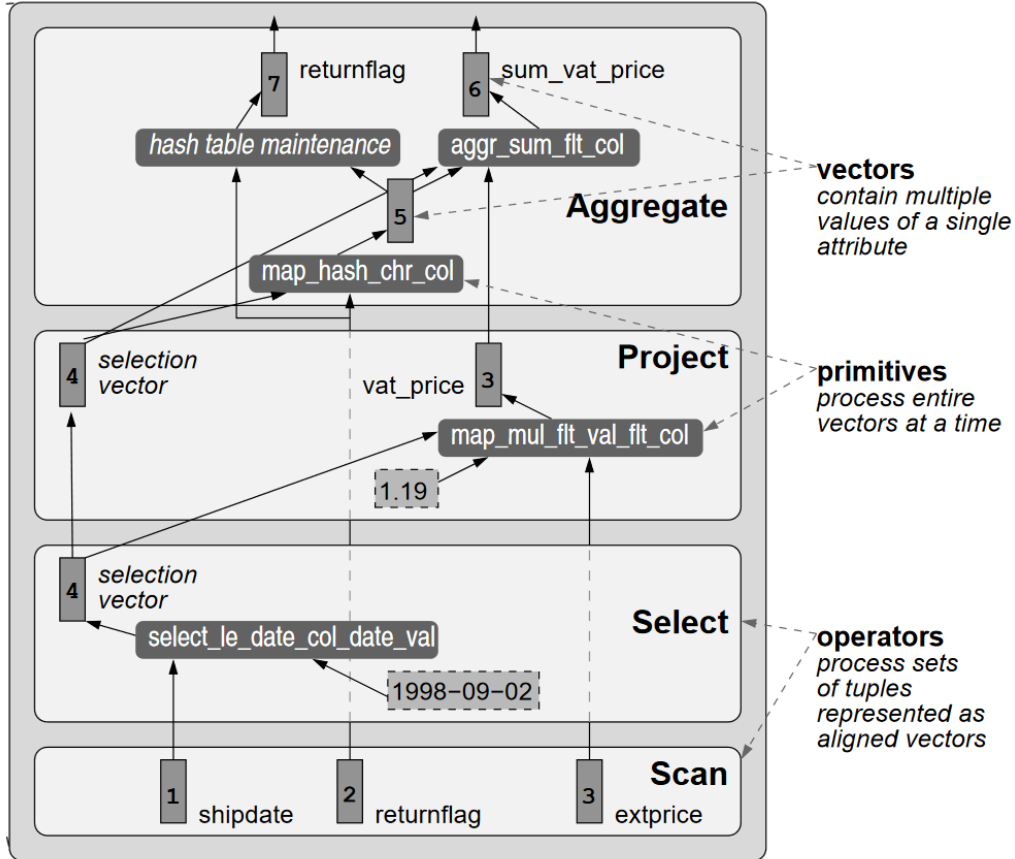 7
returnflag
6
sum_vat_price
hash table maintenance
aggr_sum_flt_col
5
Aggregate
map_hash_chr_col
vectors
contain multiple
values of a single
attribute
4
selection
vector
Project
vat_price
3
map_mul_flt_val_flt_col
1.19
primitives
process entire
vectors at a time
4
selection
vector
select_le_date_col_date_val
Select
1998−09−02
operators
process sets
of tuples
represented as
aligned vectors
Scan
1
shipdate
2
returnflag
3
extprice